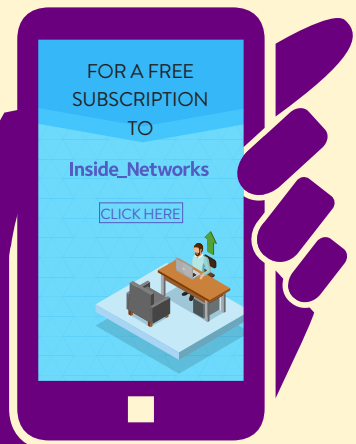 FOR A FREE
SUBSCRIPTION
TO
Inside_Networks
CLICK HERE